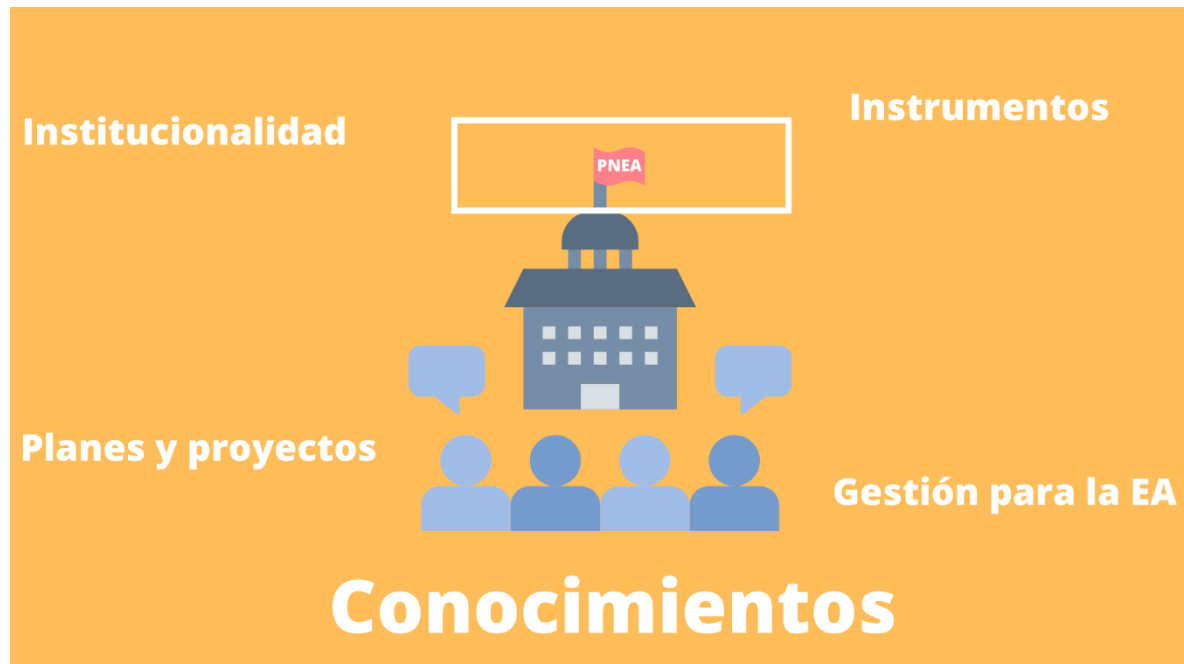 Institucionalidad
Instrumentos
PNEA
Planes y proyectos
Gestión para la EA
Conocimientos